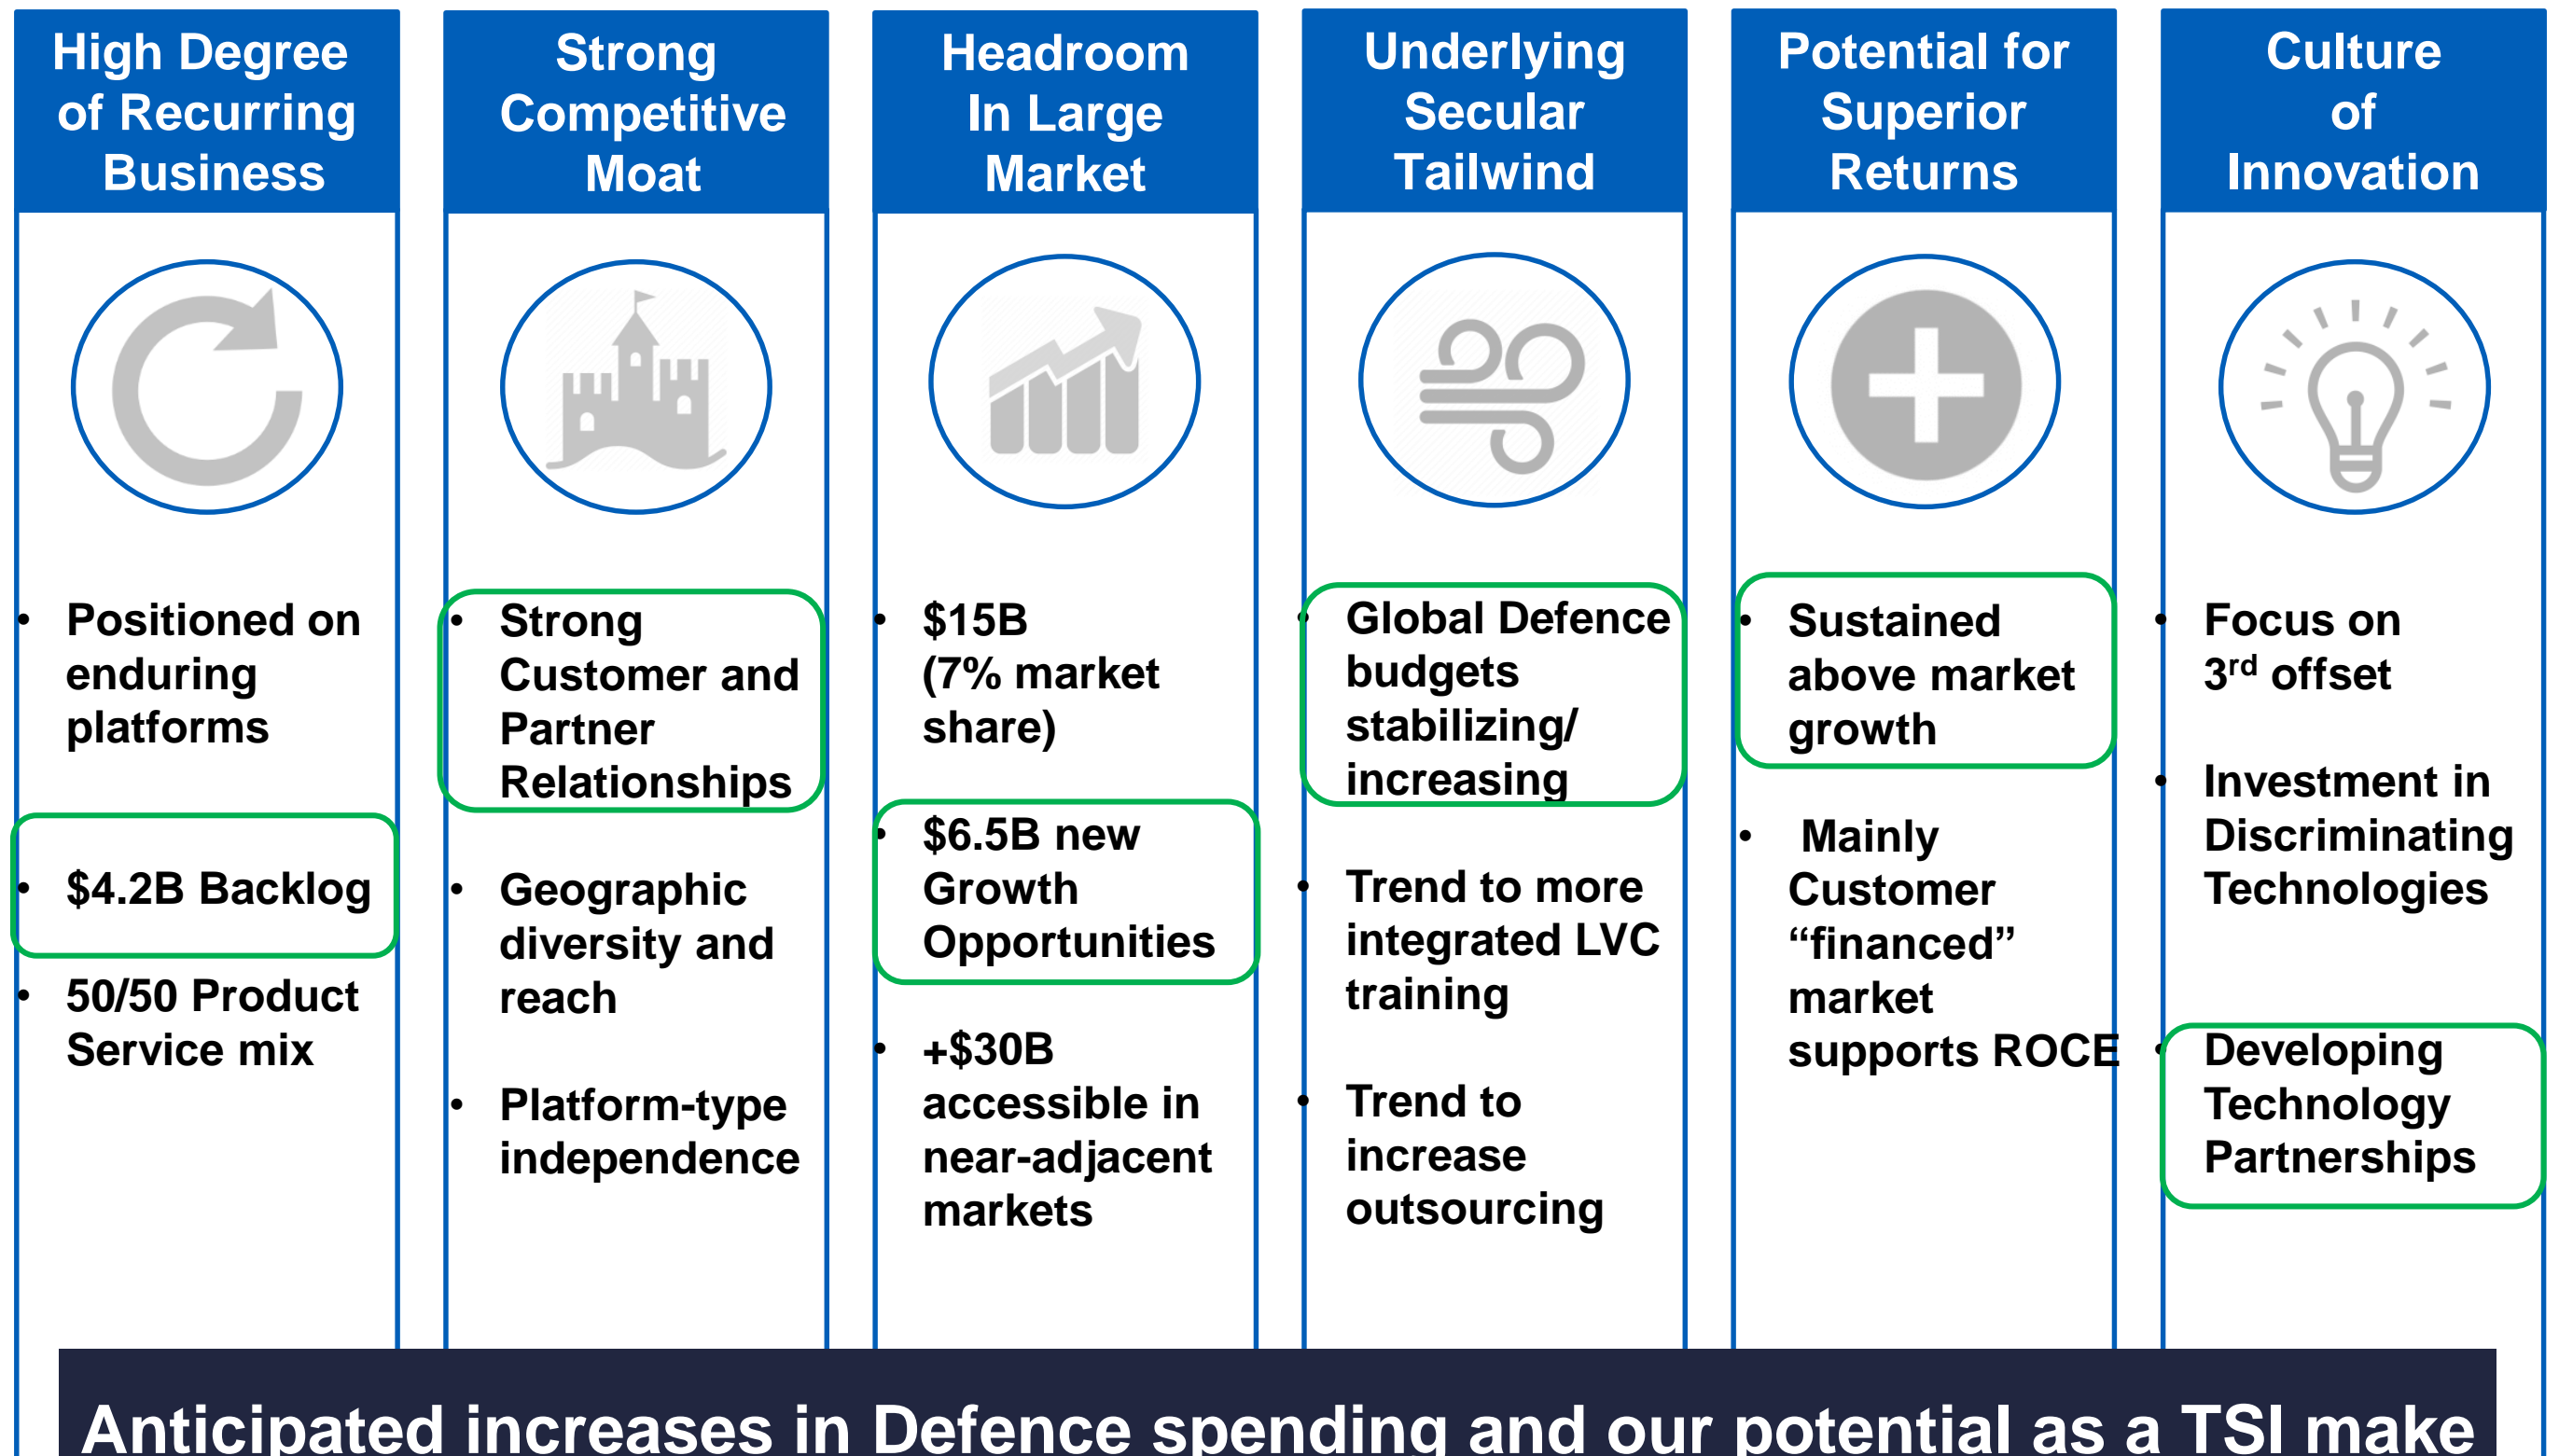 High Degree
of Recurring
Business
• Positioned on
enduring
platforms
• $4.2B Backlog
• 50/50 Product
Service mix
Strong
Competitive
Moat
• Strong
Customer and
Partner
Relationships
• Geographic
diversity and
reach
• Platform-type
independence
Headroom
In Large
Market
• $15B
(7% market
share)
• $6.5B new
Growth
Opportunities
• +$30B
accessible in
near-adjacent
markets
Underlying
Secular
Tailwind
• Global Defence
budgets
stabilizing/
increasing
• Trend to more
integrated LVC
training
• Trend to
increase
outsourcing
Potential for
Superior
Returns
• Sustained
above market
growth
• Mainly
Customer
“financed”
market
supports ROCE
Culture
of
Innovation
• Focus on
3rd offset
• Investment in
Discriminating
Technologies
• Developing
Technology
Partnerships
Anticipated increases in Defence spending and our potential as a TSI make